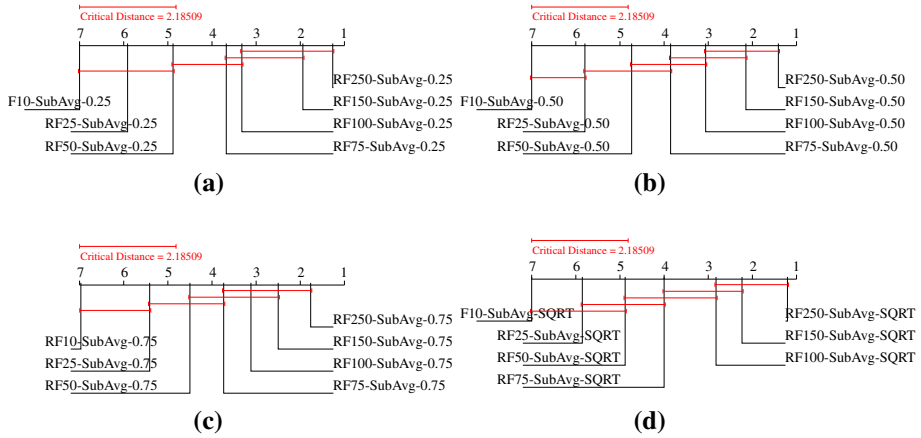 Critical Distance = 2.18509
7 6 5 4 3 2 1
RF250-SubAvg-0.25
F10-SubAvg-0.25
RF150-SubAvg-0.25
RF25-SubAvg-0.25
RF100-SubAvg-0.25
RF50-SubAvg-0.25
RF75-SubAvg-0.25
(a)
Critical Distance = 2.18509
7 6 5 4 3 2 1
RF250-SubAvg-0.50
F10-SubAvg-0.50
RF150-SubAvg-0.50
RF25-SubAvg-0.50
RF100-SubAvg-0.50
RF50-SubAvg-0.50
RF75-SubAvg-0.50
(b)
Critical Distance = 2.18509
7 6 5 4 3 2 1
RF250-SubAvg-0.75
RF10-SubAvg-0.75
RF150-SubAvg-0.75
RF25-SubAvg-0.75
RF100-SubAvg-0.75
RF50-SubAvg-0.75
RF75-SubAvg-0.75
(c)
Critical Distance = 2.18509
7 6 5 4 3 2 1
F10-SubAvg-SQRT
RF250-SubAvg-SQRT
RF25-SubAvg-SQRT
RF150-SubAvg-SQRT
RF50-SubAvg-SQRT
RF100-SubAvg-SQRT
RF75-SubAvg-SQRT
(d)